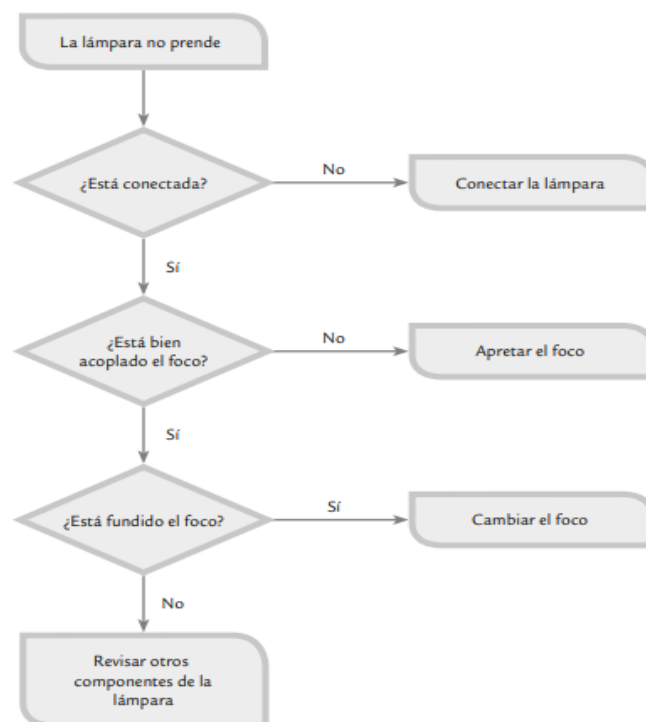 La lámpara no prende
¿Está conectada?
No
Conectar la lámpara
Sí
¿Está bien
acoplado el foco?
No
Apretar el foco
Sí
¿Está fundido el foco?
Sí
Cambiar el foco
No
Revisar otros
componentes de la
lámpara